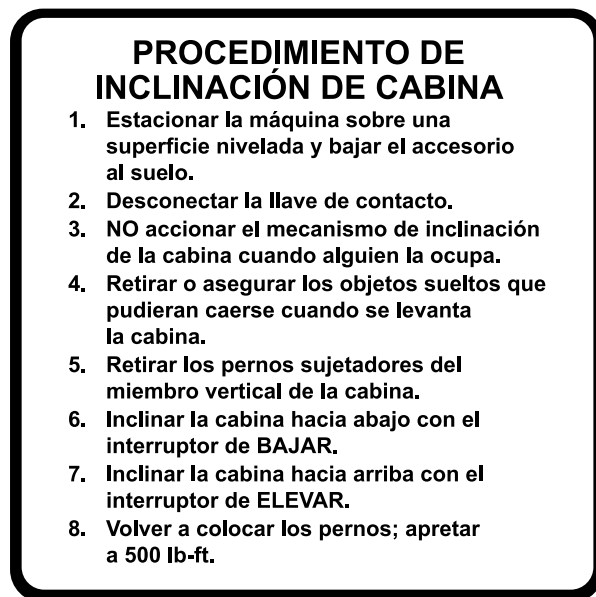 PROCEDIMIENTO DE
INCLINACIÓN DE CABINA
1. Estacionar la máquina sobre una
superficie nivelada y bajar el accesorio
al suelo.
2. Desconectar la llave de contacto.
3. NO accionar el mecanismo de inclinación
de la cabina cuando alguien la ocupa.
4. Retirar o asegurar los objetos sueltos que
pudieran caerse cuando se levanta
la cabina.
5. Retirar los pernos sujetadores del
miembro vertical de la cabina.
6. Inclinar la cabina hacia abajo con el
interruptor de BAJAR.
7. Inclinar la cabina hacia arriba con el
interruptor de ELEVAR.
8. Volver a colocar los pernos; apretar
a 500 lb-ft.